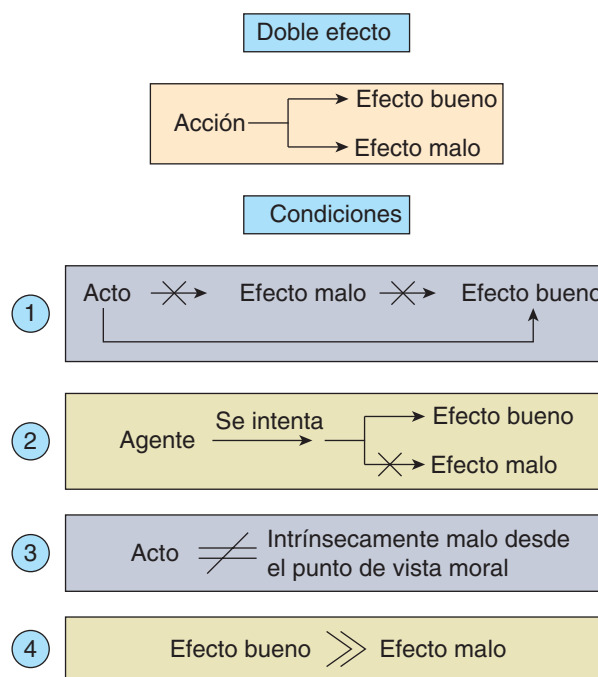 Doble efecto
Acción
Efecto bueno
Efecto malo
Condiciones
1
Acto Efecto malo Efecto bueno
2
Agente
Se intenta
Efecto bueno
Efecto malo
3
Acto
Intrínsecamente malo desde
el punto de vista moral
4
Efecto bueno Efecto malo